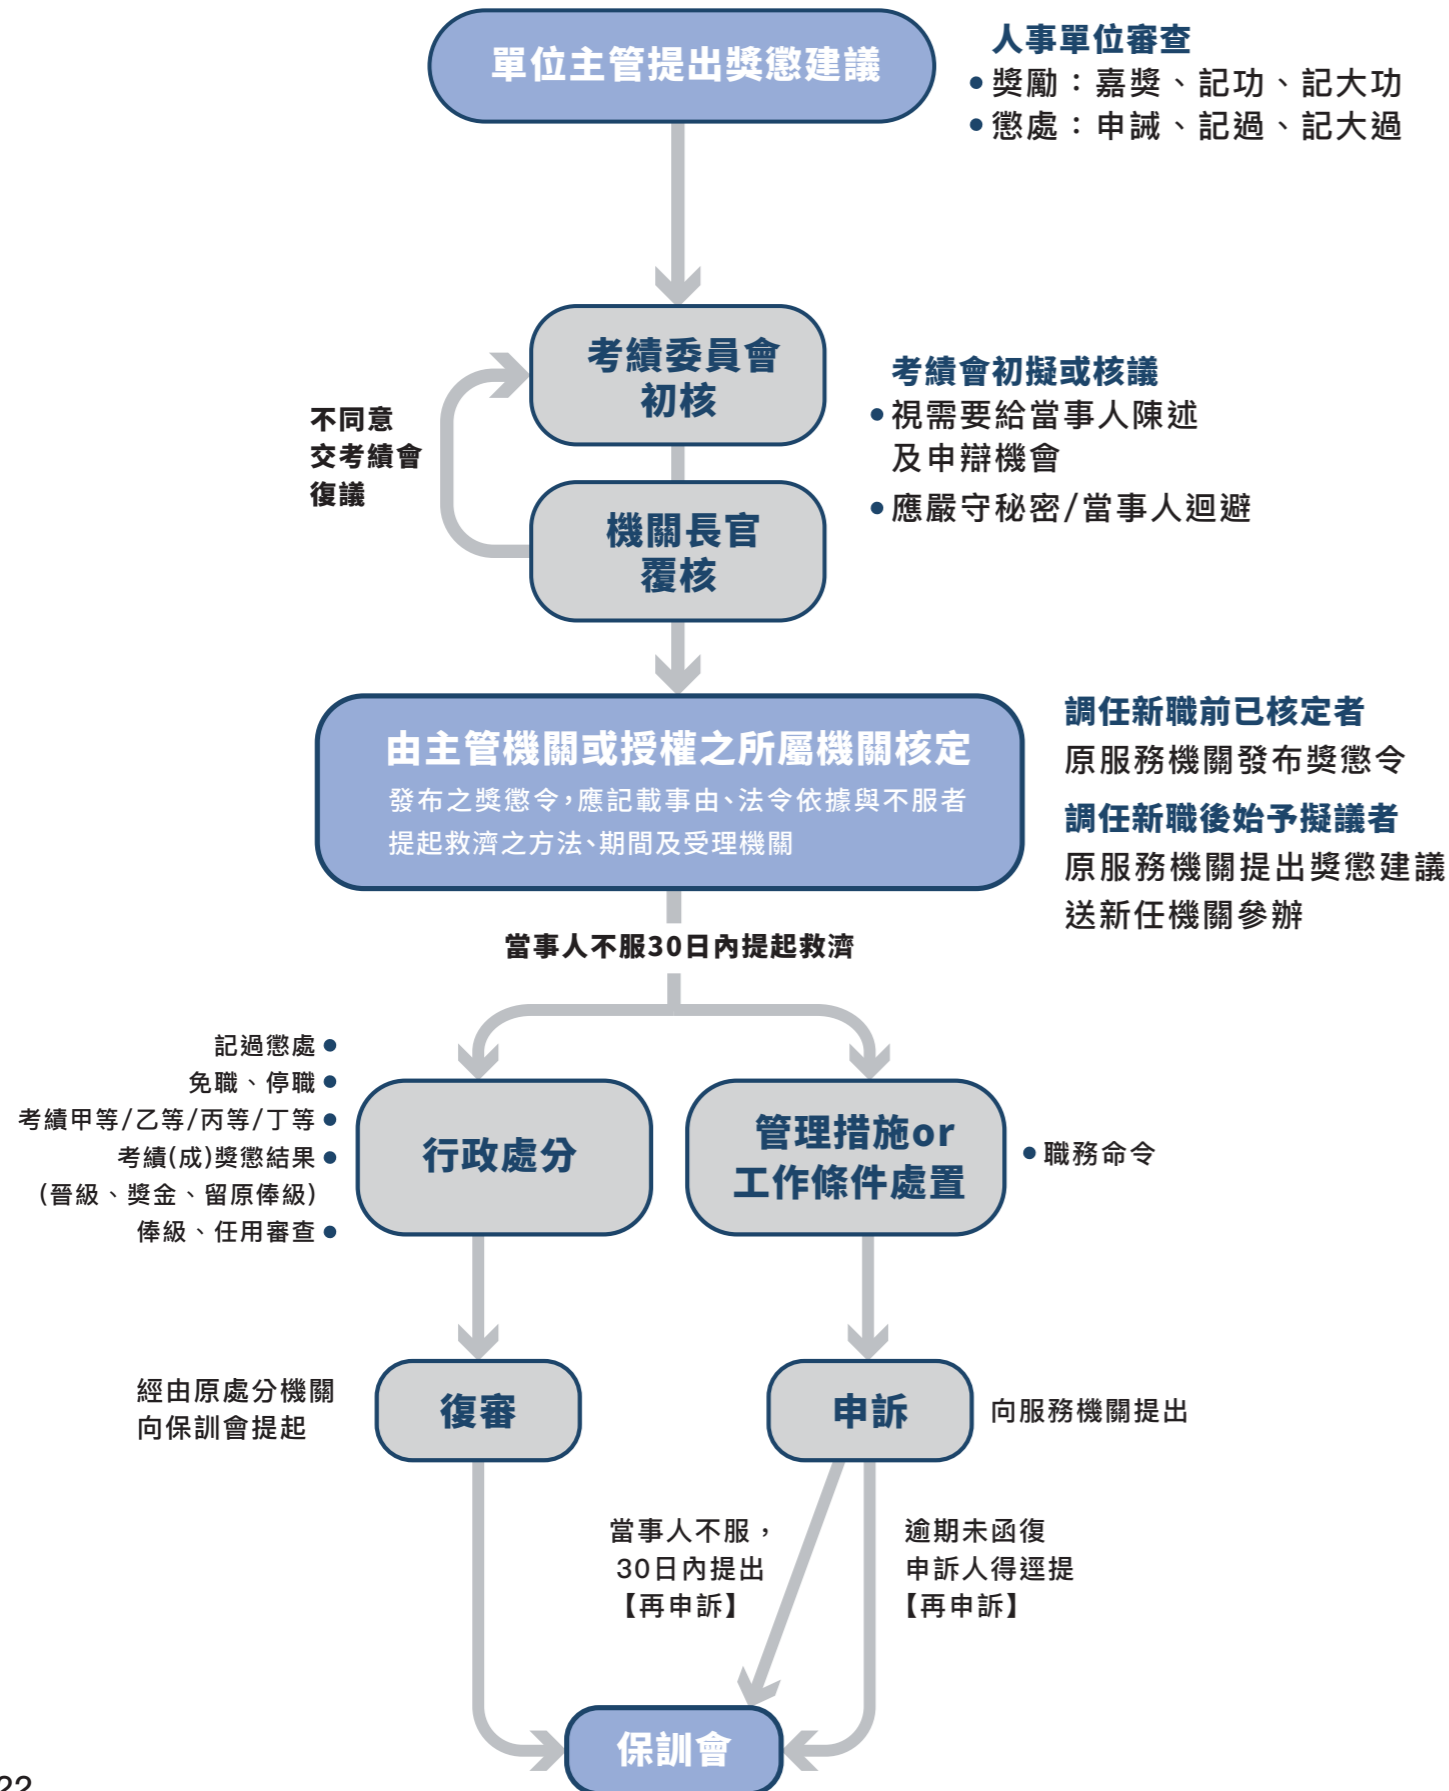 單位主管提出獎懲建議
人事單位審查
•獎勵：嘉獎、記功、記大功
•懲處：申誡、記過、記大過
考績委員會
初核
不同意
交考績會
復議
考績會初擬或核議
•視需要給當事人陳述
及申辯機會
•應嚴守秘密/當事人迴避
機關長官
覆核
由主管機關或授權之所屬機關核定
發布之獎懲令，應記載事由、法令依據與不服者
提起救濟之方法、期間及受理機關
調任新職前已核定者
原服務機關發布獎懲令
調任新職後始予擬議者
原服務機關提出獎懲建議
送新任機關參辦
當事人不服30日內提起救濟
記過懲處•
免職、停職•
考績甲等/乙等/丙等/丁等•
考績(成)獎懲結果•
(晉級、獎金、留原俸級)
俸級、任用審查•
行政處分
管理措施or
工作條件處置
•職務命令
經由原處分機關
向保訓會提起
復審
申訴
向服務機關提出
當事人不服，
30日內提出
【再申訴】
逾期未函復
申訴人得逕提
【再申訴】
保訓會
22